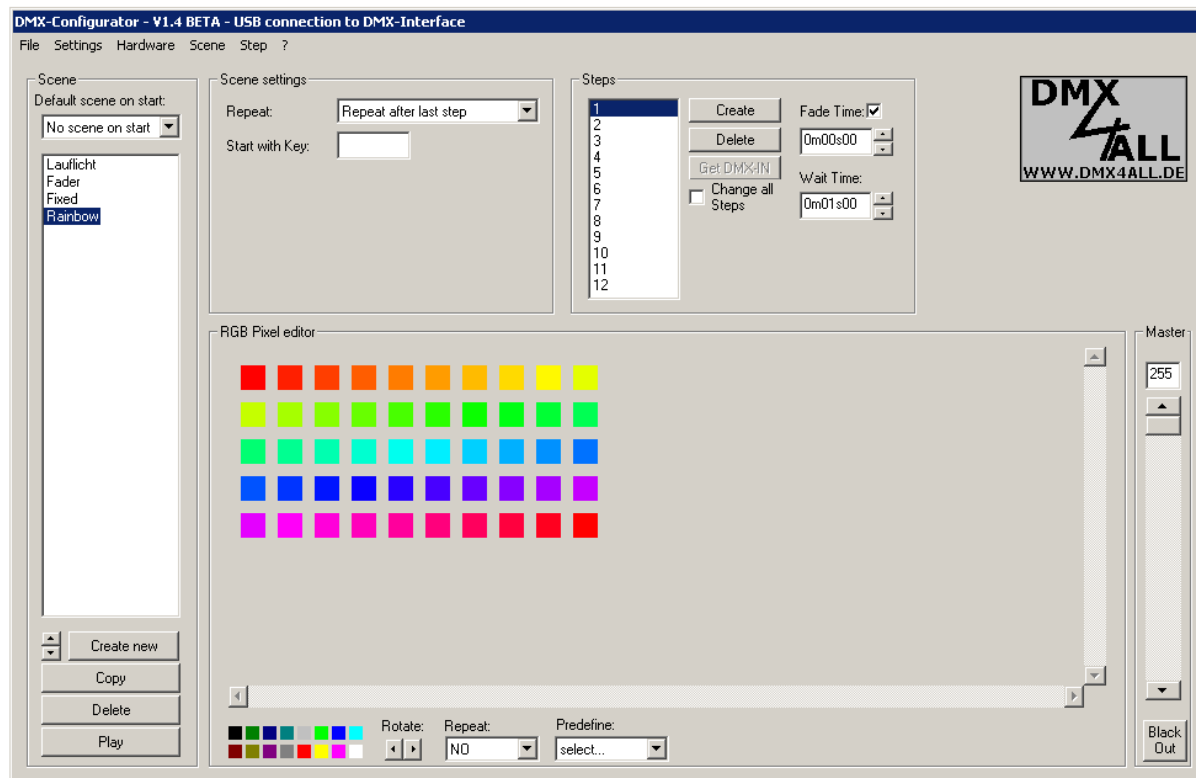 DMX-Configurator - V1.4 BETA - USB connection to DMX-Interface
File Settings Hardware Scene Step ?
Scene
Default scene on start:
No scene on start
Lauflicht
Fader
Fixed
Rainbow
Create new
Copy
Delete
Play
Scene settings
Repeat: Repeat after last step
Start with Key:
Steps
1
2
3
4
5
6
7
8
9
10
11
12
Create
Delete
Get DMX-IN
Change all
Steps
Fade Time:
0m00s00
Wait Time:
0m01s00
DMX
4ALL
WWW.DMX4ALL.DE
RGB Pixel editor
Rotate:
Repeat:
NO
Predefine:
select...
Master
255
Black
Out